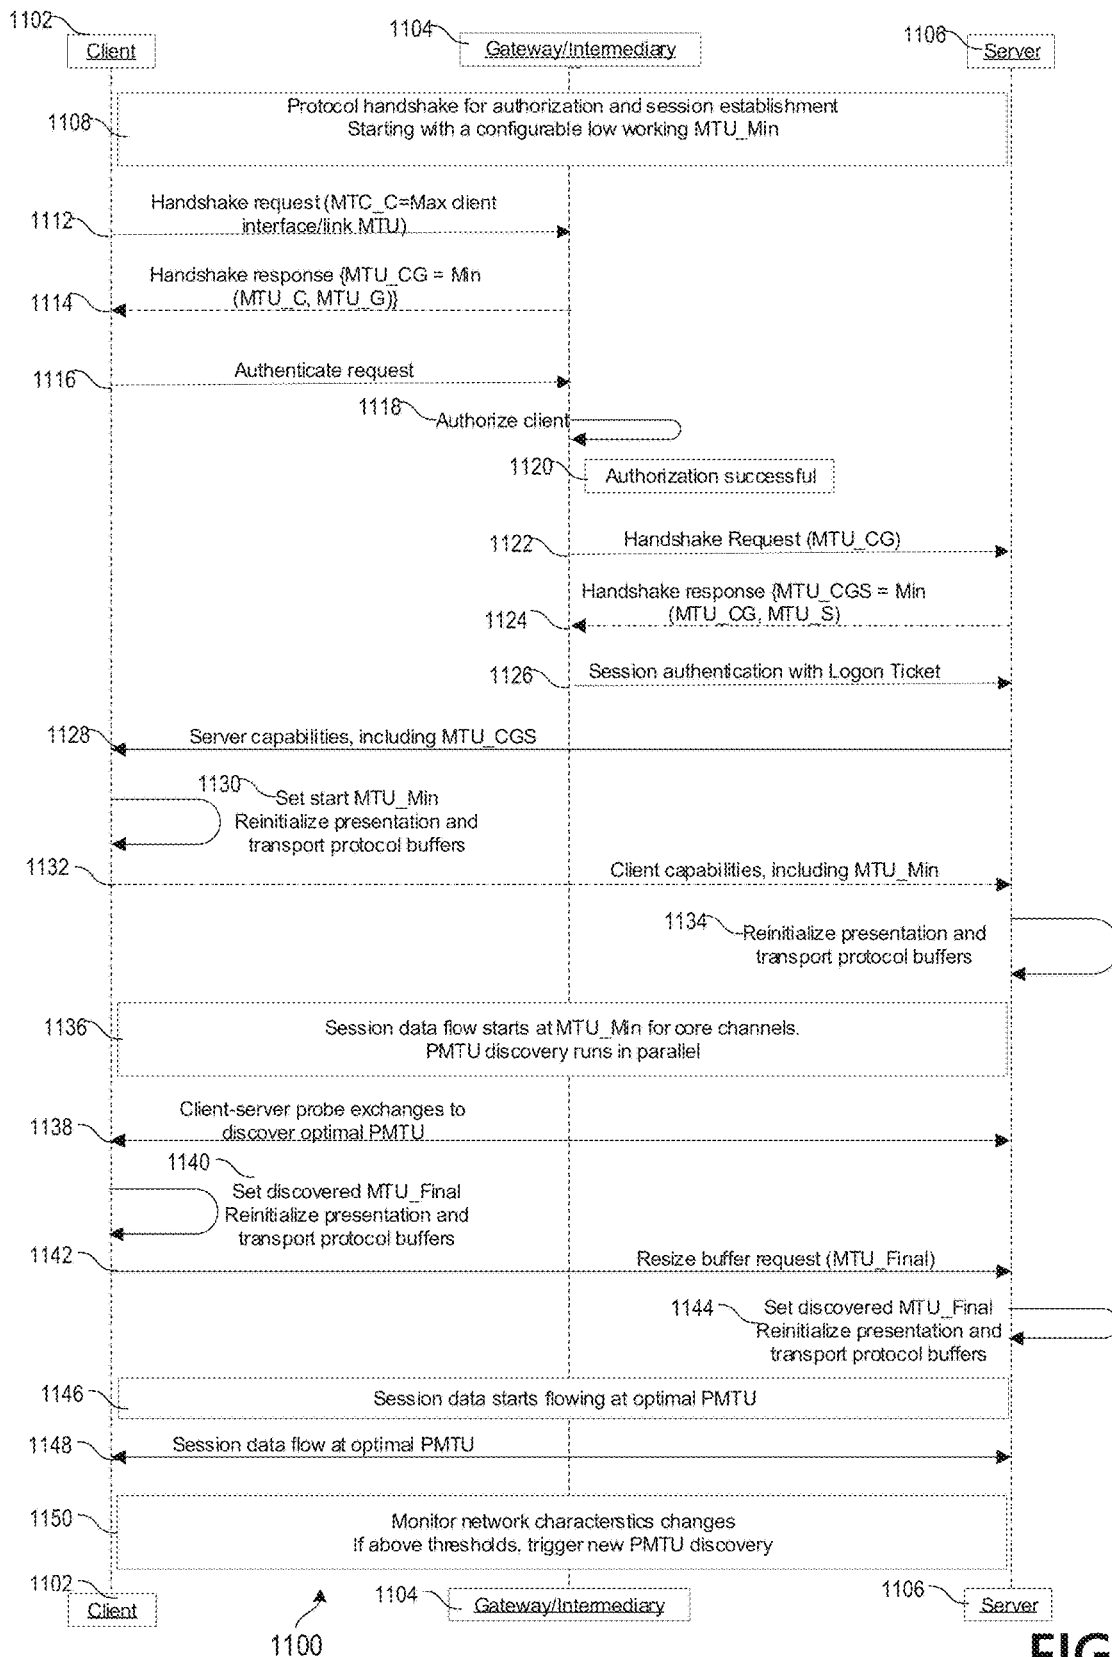 1102
Client
1104
Gateway/Intermediary
1106
Server
1108
Protocol handshake for authorization and session establishment
Starting with a configurable low working MTU_Min
1112
Handshake request (MTC_C=Max client
interface/link MTU)
1114
Handshake response {MTU_CG = Min
(MTU_C, MTU_G)}
1116
Authenticate request
1118
Authorize client
1120
Authorization successful
1122
Handshake Request (MTU_CG)
1124
Handshake response {MTU_CGS = Min
(MTU_CG, MTU_S)
1126
Session authentication with Logon Ticket
1128
Server capabilities, including MTU_CGS
1130
Set start MTU_Min
Reinitialize presentation and
transport protocol buffers
1132
Client capabilities, including MTU_Min
1134
Reinitialize presentation and
transport protocol buffers
1136
Session data flow starts at MTU_Min for core channels.
PMTU discovery runs in parallel
1138
Client-server probe exchanges to
discover optimal PMTU
1140
Set discovered MTU_Final
Reinitialize presentation and
transport protocol buffers
1142
Resize buffer request (MTU_Final)
1144
Set discovered MTU_Final
Reinitialize presentation and
transport protocol buffers
1146
Session data starts flowing at optimal PMTU
1148
Session data flow at optimal PMTU
1150
Monitor network characterstics changes
If above thresholds, trigger new PMTU discovery
1102
Client
1104
Gateway/Intermediary
1106
Server
1100
FIG